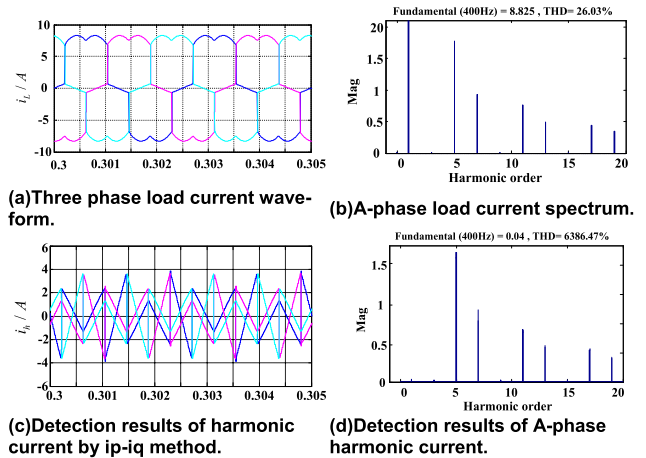 10
5
0
-5
-10
i_L / A
0.3 0.301 0.302 0.303 0.304 0.305
(a)Three phase load current wave-
form.
Fundamental (400Hz) = 8.825 , THD= 26.03%
21
1.5
1
0.5
0
Mag
0 5 10 15 20
Harmonic order
(b)A-phase load current spectrum.
6
4
2
0
-2
-4
-6
i_h / A
0.3 0.301 0.302 0.303 0.304 0.305
(c)Detection results of harmonic
current by ip-iq method.
Fundamental (400Hz) = 0.04 , THD= 6386.47%
1.5
1
0.5
0
Mag
0 5 10 15 20
Harmonic order
(d)Detection results of A-phase
harmonic current.